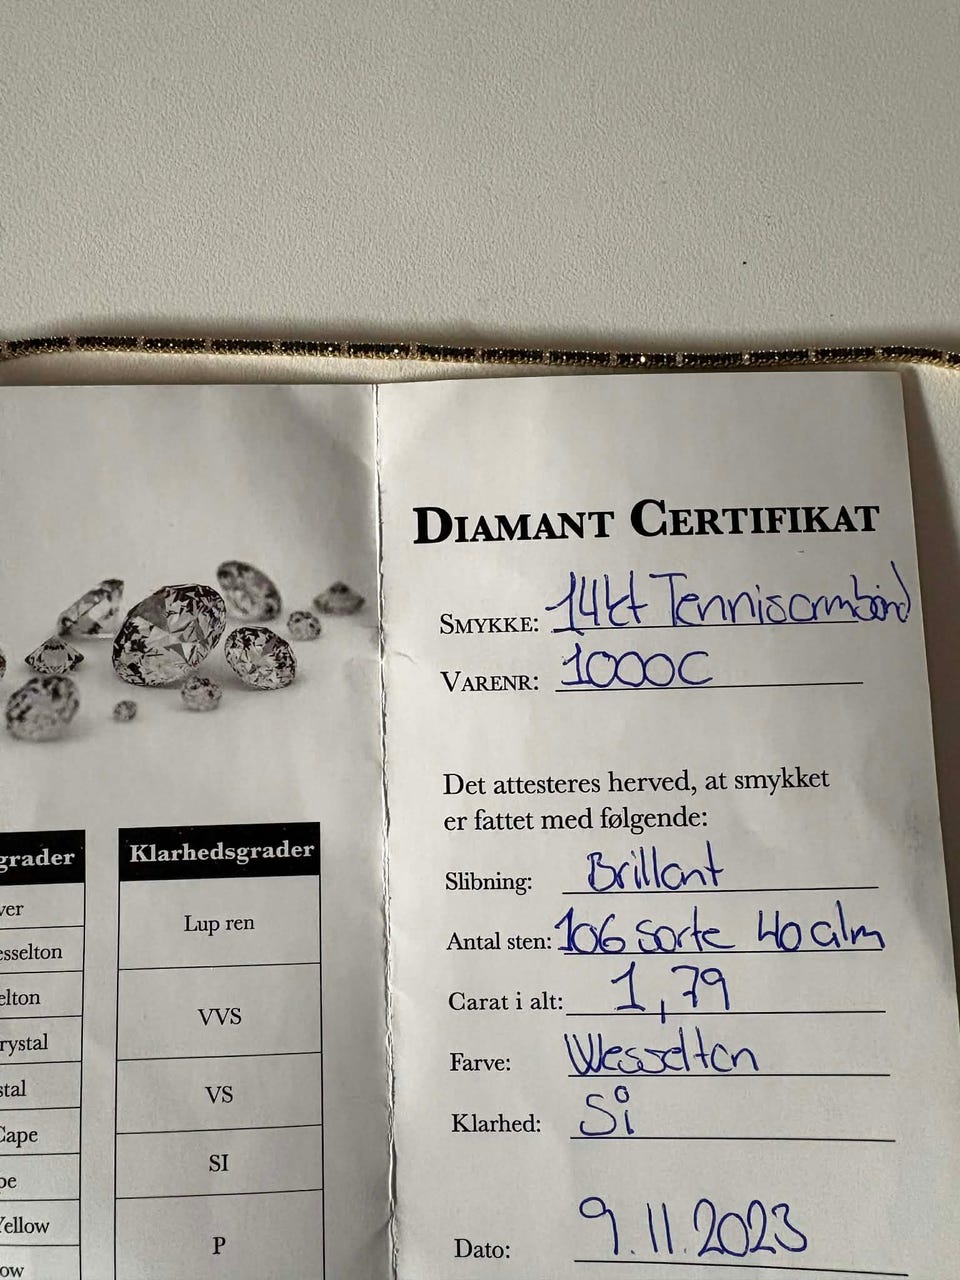 DIAMANT CERTIFIKAT
SMYKKE: 14kt Tennisarmbånd
VARENR: 1000C
Det attesteres herved, at smykket
er fattet med følgende:
Slibning: Brillant
Antal sten: 106 sorte 40 alm
Carat i alt: 1,79
Farve: Wesselton
Klarhed: Si
Dato: 9.11.2023
grader
ver
esselton
elton
rystal
stal
Cape
pe
Yellow
ow
Klarhedsgrader
Lup ren
VVS
VS
SI
P